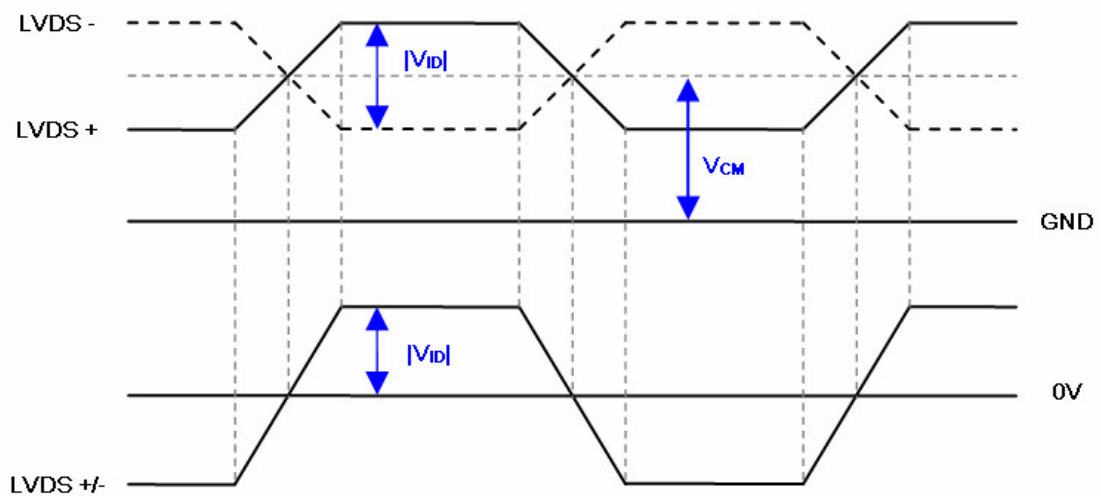 LVDS -
|VID|
LVDS +
VCM
GND
|VID|
0V
LVDS +/-